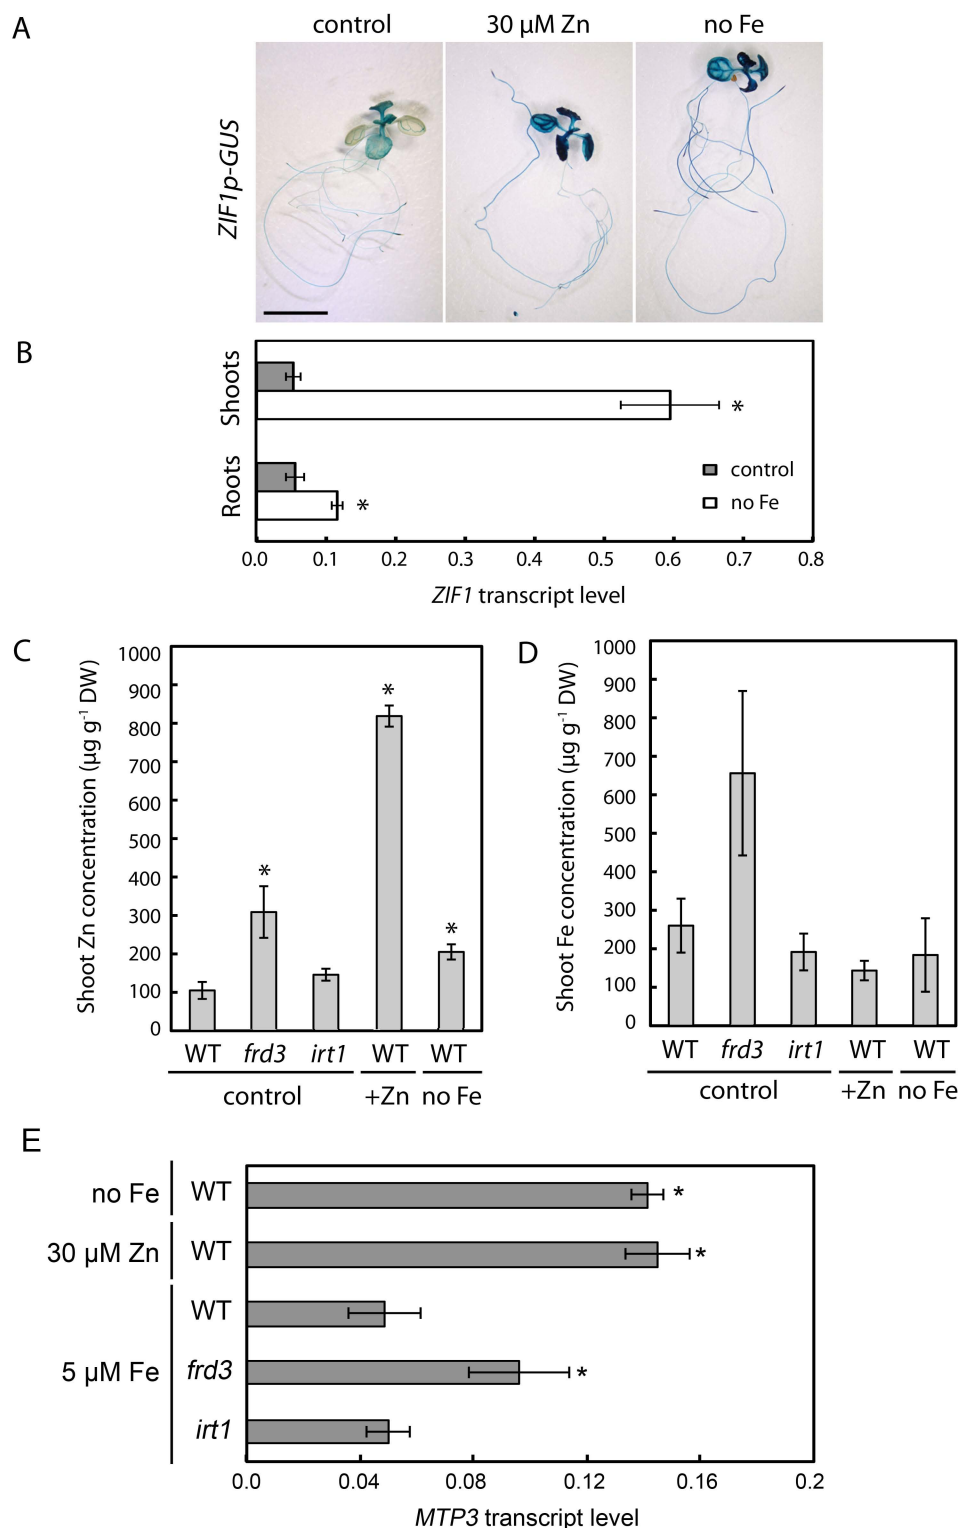 A
control
30 µM Zn
no Fe
ZIF1p-GUS
B
Shoots
*
Roots
*
control
no Fe
0.0 0.1 0.2 0.3 0.4 0.5 0.6 0.7 0.8
ZIF1 transcript level
C
Shoot Zn concentration (µg g-1 DW)
1000
900
800
700
600
500
400
300
200
100
0
*
*
*
WT frd3 irt1 WT WT
control +Zn no Fe
D
Shoot Fe concentration (µg g-1 DW)
1000
900
800
700
600
500
400
300
200
100
0
WT frd3 irt1 WT WT
control +Zn no Fe
E
no Fe WT *
30 µM Zn WT *
WT
5 µM Fe frd3 *
irt1
0.0 0.04 0.08 0.12 0.16 0.2
MTP3 transcript level